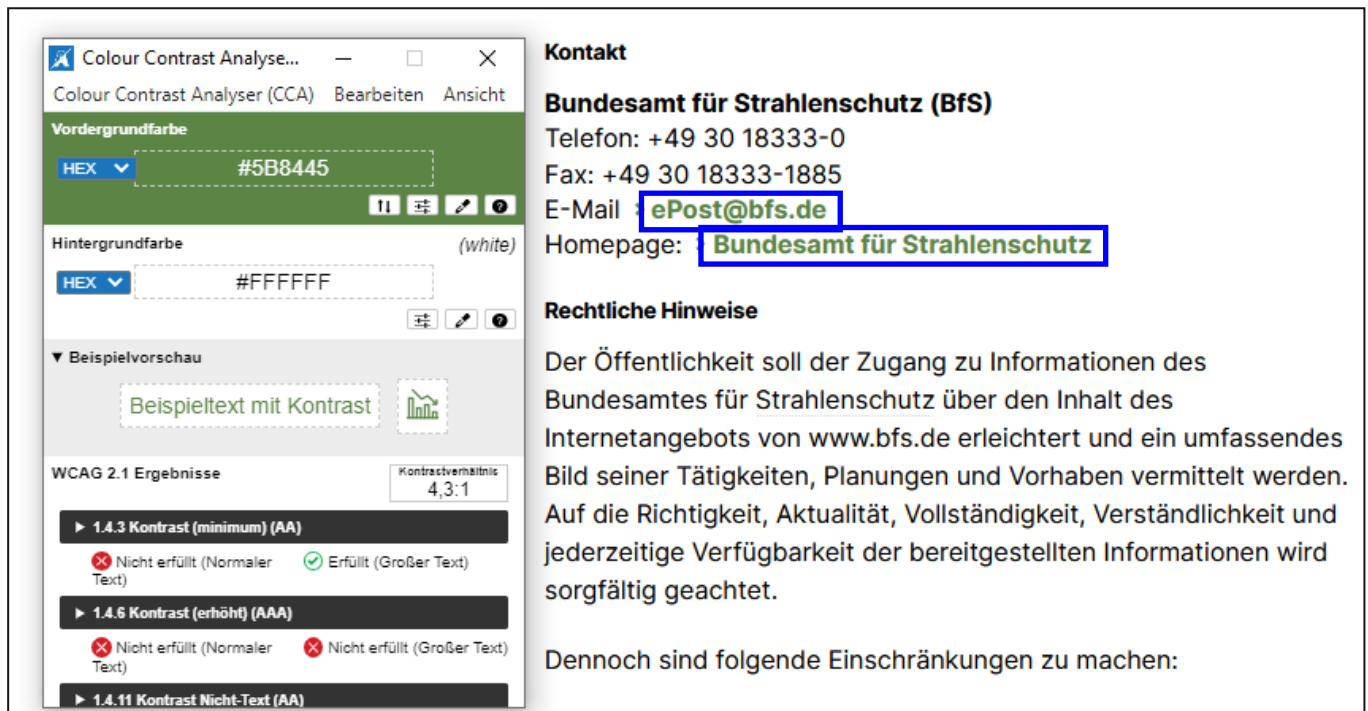 Colour Contrast Analyse...
Colour Contrast Analyser (CCA) Bearbeiten Ansicht
Vordergrundfarbe
HEX #5B8445
Hintergrundfarbe (white)
HEX #FFFFFF
▼ Beispielvorschau
Beispieltext mit Kontrast
WCAG 2.1 Ergebnisse
Kontrastverhältnis
4,3:1
▶ 1.4.3 Kontrast (minimum) (AA)
Nicht erfüllt (Normaler Text)
Erfüllt (Großer Text)
▶ 1.4.6 Kontrast (erhöht) (AAA)
Nicht erfüllt (Normaler Text)
Nicht erfüllt (Großer Text)
▶ 1.4.11 Kontrast Nicht-Text (AA)
Kontakt
Bundesamt für Strahlenschutz (BfS)
Telefon: +49 30 18333-0
Fax: +49 30 18333-1885
E-Mail ePost@bfs.de
Homepage: Bundesamt für Strahlenschutz
Rechtliche Hinweise
Der Öffentlichkeit soll der Zugang zu Informationen des
Bundesamtes für Strahlenschutz über den Inhalt des
Internetangebots von www.bfs.de erleichtert und ein umfassendes
Bild seiner Tätigkeiten, Planungen und Vorhaben vermittelt werden.
Auf die Richtigkeit, Aktualität, Vollständigkeit, Verständlichkeit und
jederzeitige Verfügbarkeit der bereitgestellten Informationen wird
sorgfältig geachtet.
Dennoch sind folgende Einschränkungen zu machen: